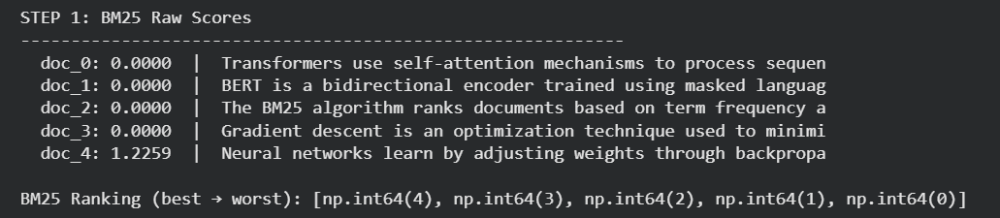 STEP 1: BM25 Raw Scores
------------------------------------------------------------
doc_0: 0.0000 | Transformers use self-attention mechanisms to process sequen
doc_1: 0.0000 | BERT is a bidirectional encoder trained using masked languag
doc_2: 0.0000 | The BM25 algorithm ranks documents based on term frequency a
doc_3: 0.0000 | Gradient descent is an optimization technique used to minimi
doc_4: 1.2259 | Neural networks learn by adjusting weights through backpropa
BM25 Ranking (best → worst): [np.int64(4), np.int64(3), np.int64(2), np.int64(1), np.int64(0)]